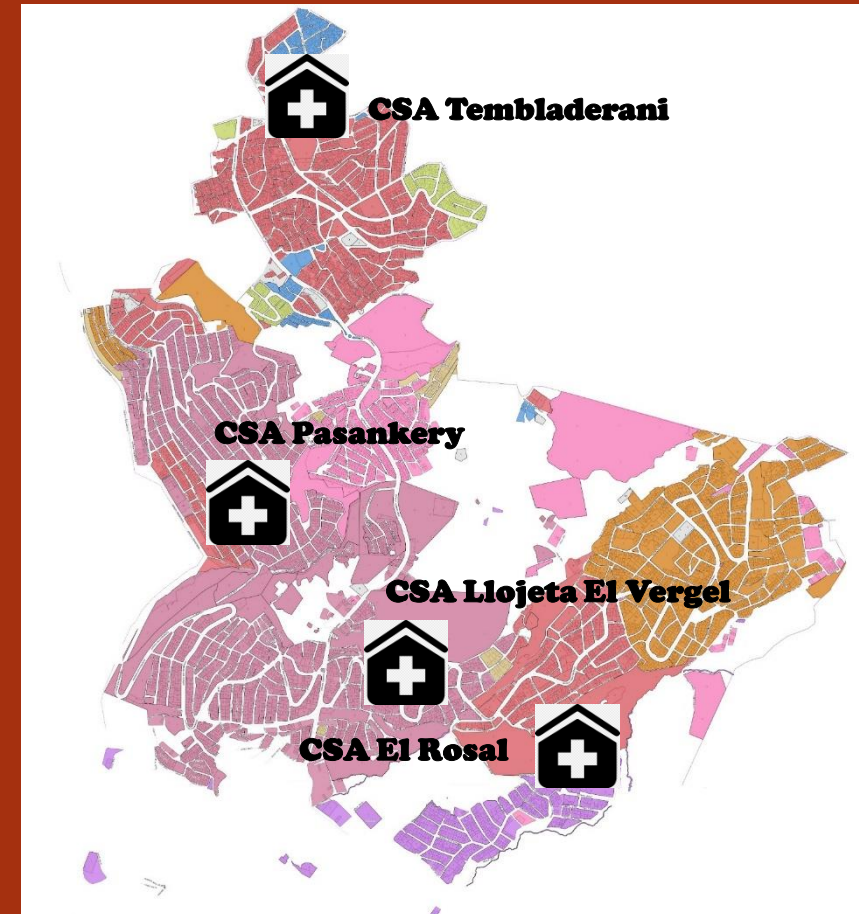 CSA Tembladerani
CSA Pasankery
CSA Llojeta El Vergel
CSA El Rosal